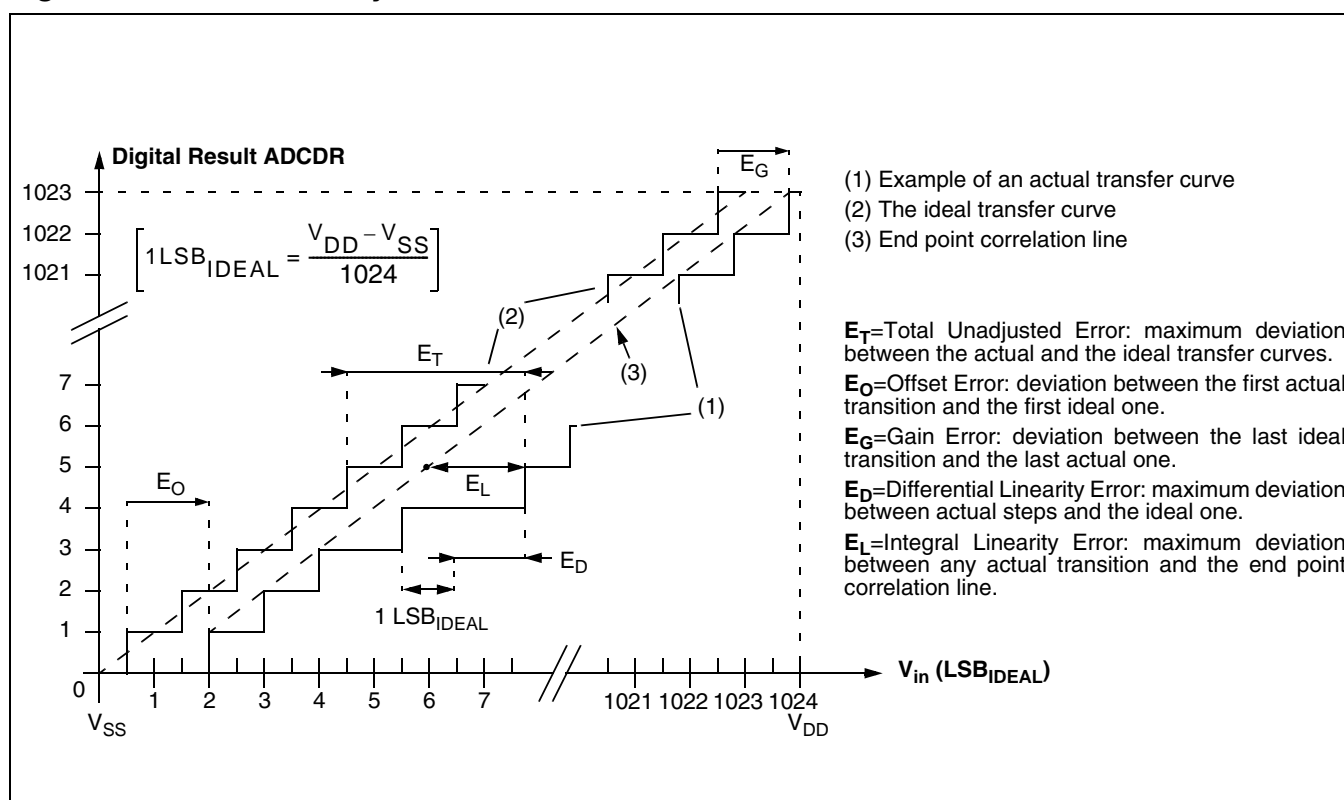 Digital Result ADCDR
1023
1022
1021
7
6
5
4
3
2
1
0
1LSB_IDEAL = (V_DD – V_SS) / 1024
E_G
E_T
E_O
E_L
E_D
1 LSB_IDEAL
(2)
(3)
(1)
1 2 3 4 5 6 7 1021 1022 1023 1024
V_SS
V_DD
V_in (LSB_IDEAL)
(1) Example of an actual transfer curve
(2) The ideal transfer curve
(3) End point correlation line
E_T=Total Unadjusted Error: maximum deviation
between the actual and the ideal transfer curves.
E_O=Offset Error: deviation between the first actual
transition and the first ideal one.
E_G=Gain Error: deviation between the last ideal
transition and the last actual one.
E_D=Differential Linearity Error: maximum deviation
between actual steps and the ideal one.
E_L=Integral Linearity Error: maximum deviation
between any actual transition and the end point
correlation line.